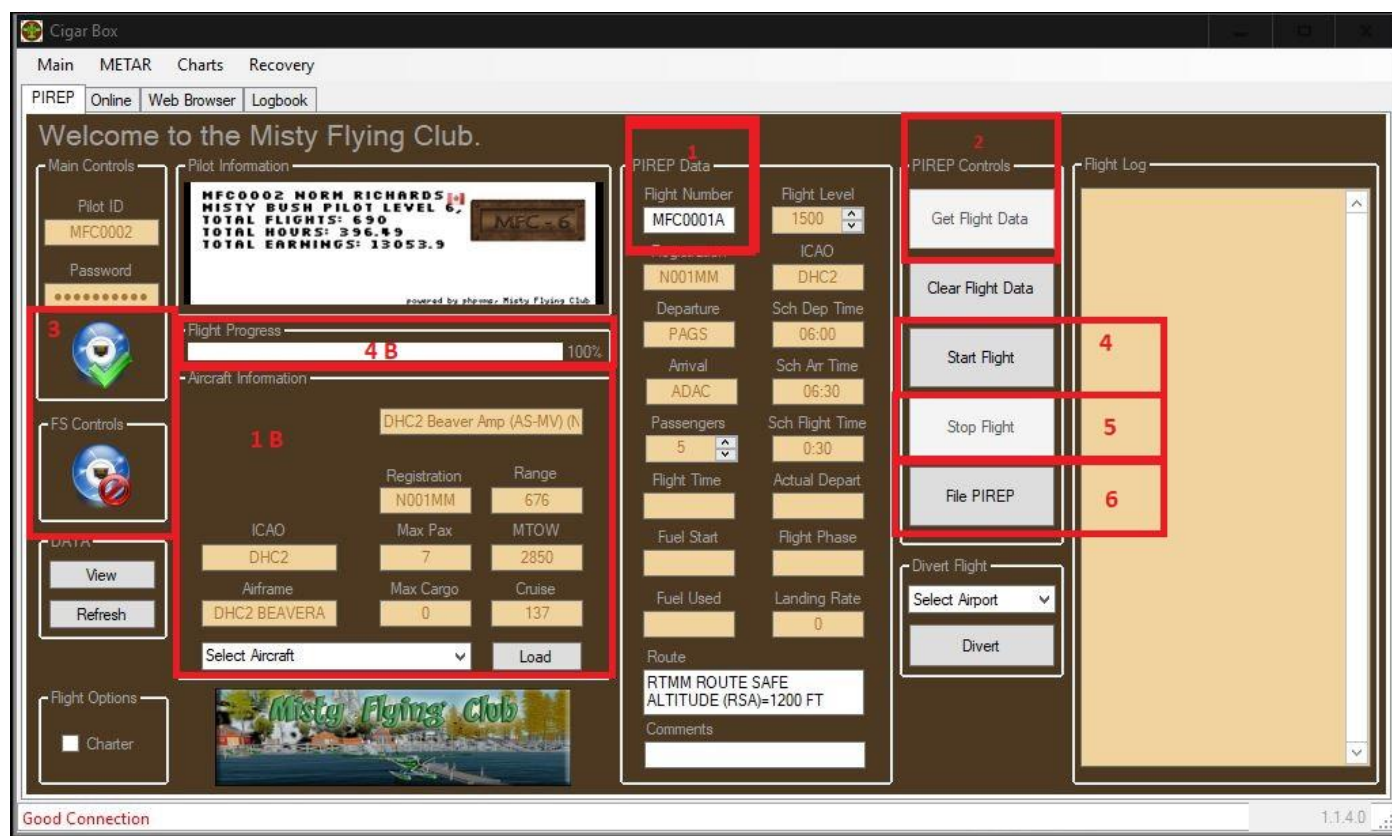 Cigar Box
Main METAR Charts Recovery
PIREP Online Web Browser Logbook
Welcome to the Misty Flying Club.
Main Controls
Pilot ID
MFC0002
Password
3
FS Controls
DATA
View
Refresh
Flight Options
Charter
Pilot Information
MFC0002 NORM RICHARDS
MISTY BUSH PILOT LEVEL 6,
TOTAL FLIGHTS: 690
TOTAL HOURS: 396.49
TOTAL EARNINGS: 13053.9
MFC - 6
powered by phpvms, Misty Flying Club
Flight Progress
4 B
100%
Aircraft Information
1 B
DHC2 Beaver Amp (AS-MV) (N
Registration Range
N001MM 676
ICAO Max Pax MTOW
DHC2 7 2850
Airframe Max Cargo Cruise
DHC2 BEAVERA 0 137
Select Aircraft Load
Misty Flying Club
1
PIREP Data
Flight Number Flight Level
MFC0001A 1500
Registration ICAO
N001MM DHC2
Departure Sch Dep Time
PAGS 06:00
Arrival Sch Arr Time
ADAC 06:30
Passengers Sch Flight Time
5 0:30
Flight Time Actual Depart
Fuel Start Flight Phase
Fuel Used Landing Rate
0
Route
RTMM ROUTE SAFE
ALTITUDE (RSA)=1200 FT
Comments
2
PIREP Controls
Get Flight Data
Clear Flight Data
Start Flight 4
Stop Flight 5
File PIREP 6
Divert Flight
Select Airport
Divert
Flight Log
Good Connection
1.1.4.0